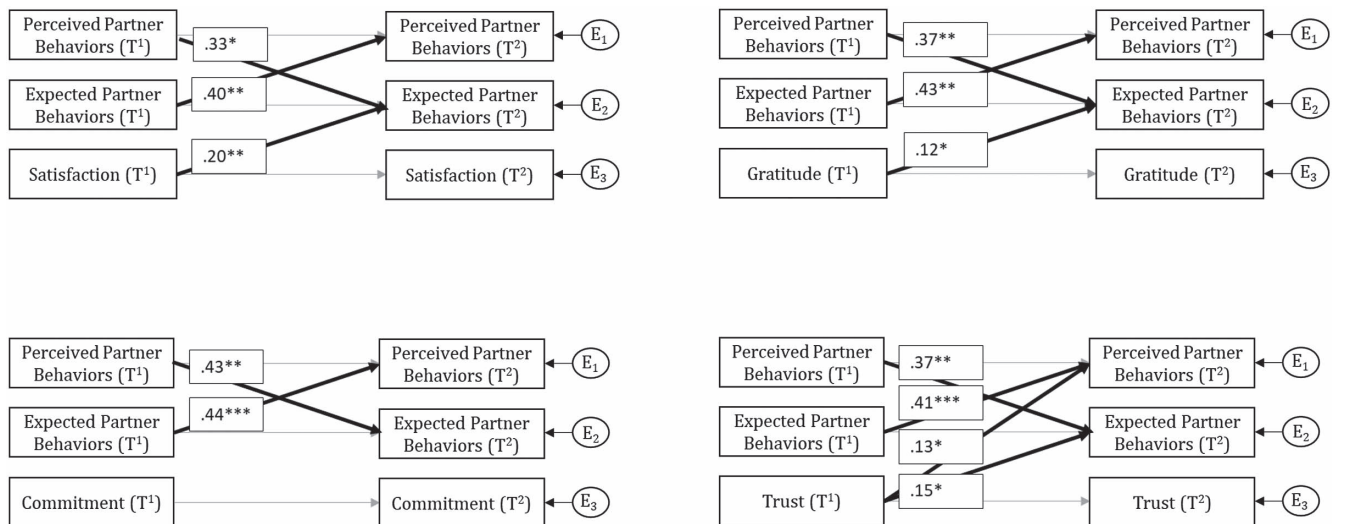 Perceived Partner
Behaviors (T¹)
.33*
Perceived Partner
Behaviors (T²)
E₁
Expected Partner
Behaviors (T¹)
.40**
Expected Partner
Behaviors (T²)
E₂
.20**
Satisfaction (T¹)
Satisfaction (T²)
E₃
Perceived Partner
Behaviors (T¹)
.37**
Perceived Partner
Behaviors (T²)
E₁
Expected Partner
Behaviors (T¹)
.43**
Expected Partner
Behaviors (T²)
E₂
.12*
Gratitude (T¹)
Gratitude (T²)
E₃
Perceived Partner
Behaviors (T¹)
.43**
Perceived Partner
Behaviors (T²)
E₁
Expected Partner
Behaviors (T¹)
.44***
Expected Partner
Behaviors (T²)
E₂
Commitment (T¹)
Commitment (T²)
E₃
Perceived Partner
Behaviors (T¹)
.37**
Perceived Partner
Behaviors (T²)
E₁
.41***
Expected Partner
Behaviors (T¹)
.13*
Expected Partner
Behaviors (T²)
E₂
.15*
Trust (T¹)
Trust (T²)
E₃